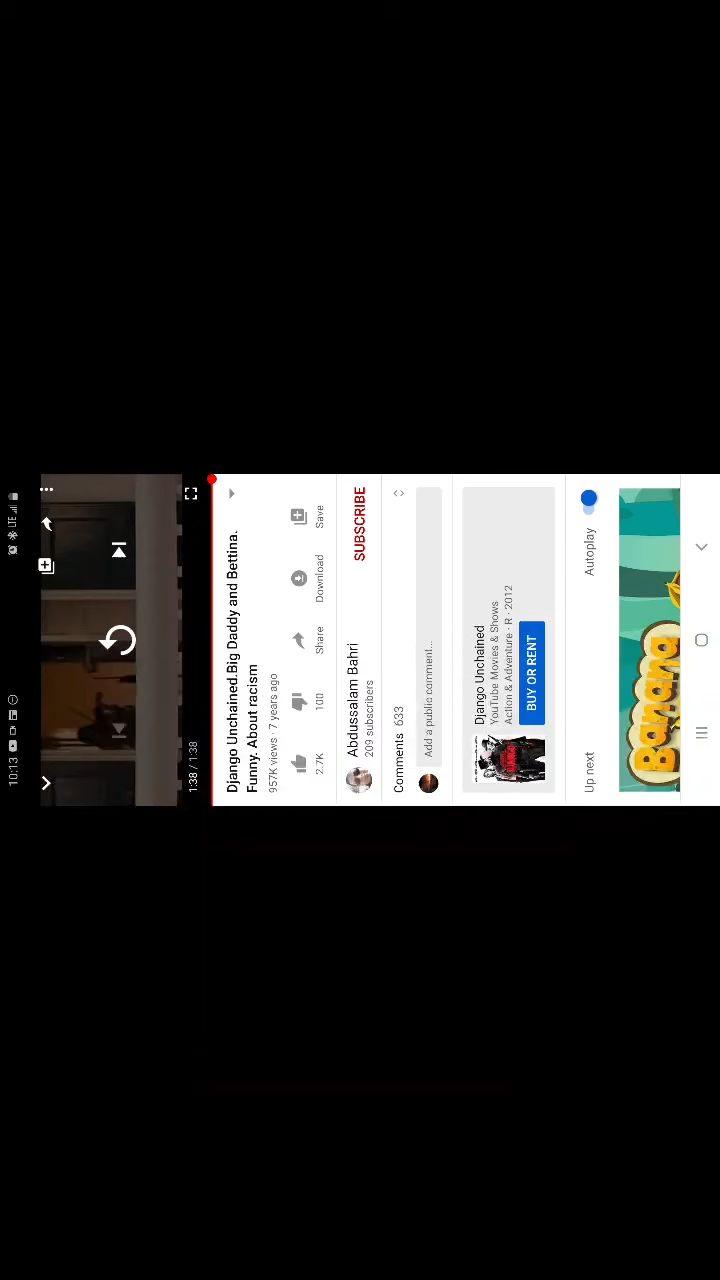 10:13
LTE
1:38 / 1:38
Django Unchained.Big Daddy and Bettina.
Funny. About racism
957K views · 7 years ago
2.7K
100
Share
Download
Save
Abdussalam Bahri
209 subscribers
SUBSCRIBE
Comments 633
Add a public comment...
Django Unchained
YouTube Movies & Shows
Action & Adventure · R · 2012
BUY OR RENT
Up next
Autoplay
Banana